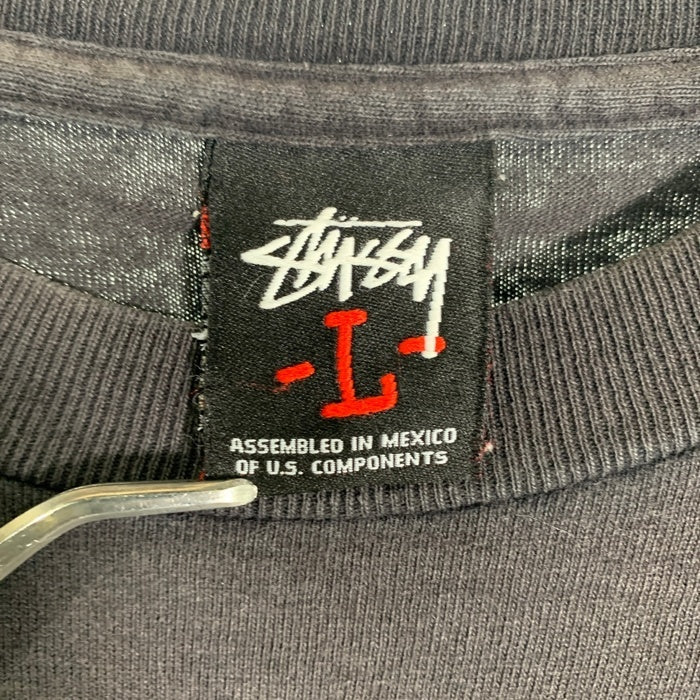 STÜSSY
-L-
ASSEMBLED IN MEXICO
OF U.S. COMPONENTS